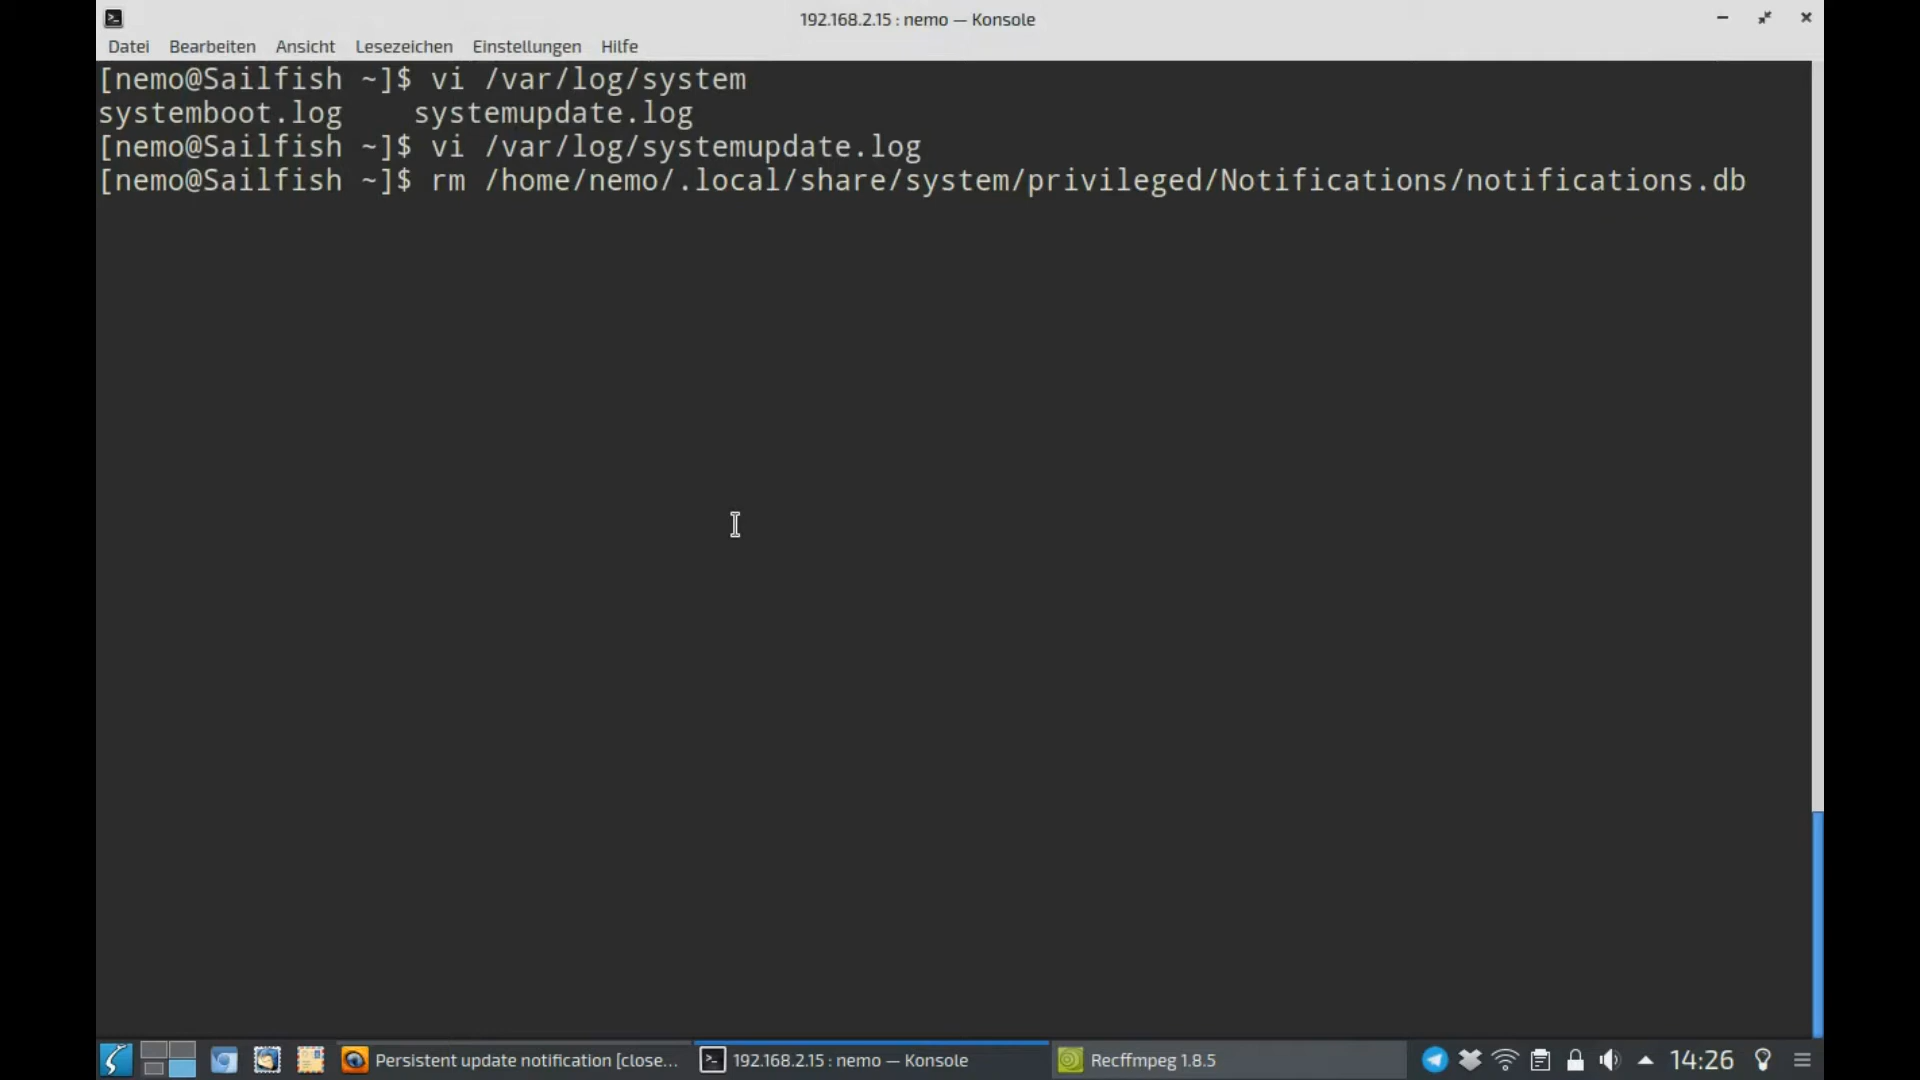 192.168.2.15 : nemo — Konsole
Datei Bearbeiten Ansicht Lesezeichen Einstellungen Hilfe
[nemo@Sailfish ~]$ vi /var/log/system
systemboot.log    systemupdate.log
[nemo@Sailfish ~]$ vi /var/log/systemupdate.log
[nemo@Sailfish ~]$ rm /home/nemo/.local/share/system/privileged/Notifications/notifications.db
Persistent update notification [close... 192.168.2.15 : nemo — Konsole Recffmpeg 1.8.5 14:26